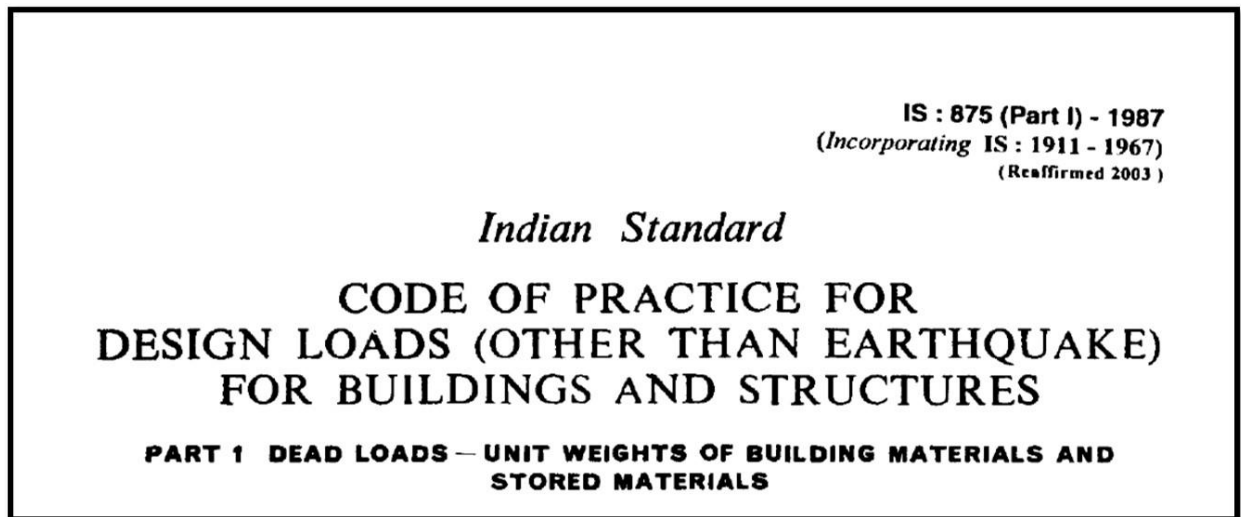 IS : 875 (Part I) - 1987
(Incorporating IS : 1911 - 1967)
(Reaffirmed 2003 )
Indian Standard
CODE OF PRACTICE FOR
DESIGN LOADS (OTHER THAN EARTHQUAKE)
FOR BUILDINGS AND STRUCTURES
PART 1 DEAD LOADS — UNIT WEIGHTS OF BUILDING MATERIALS AND
STORED MATERIALS